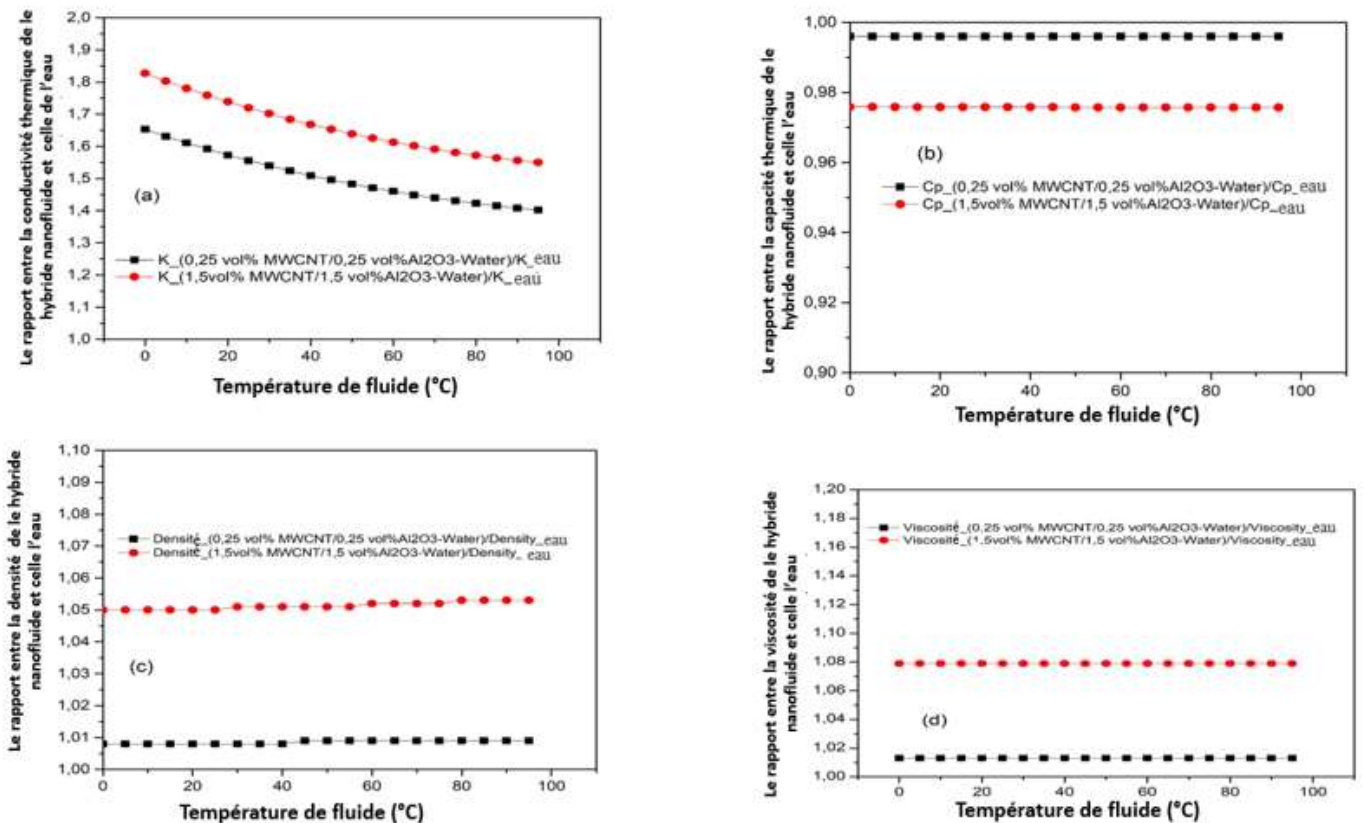 Le rapport entre la conductivité thermique de le
hybride nanofluide et celle de l'eau
2,0
1,9
1,8
1,7
1,6
1,5
1,4
1,3
1,2
1,1
1,0
(a)
K_(0,25 vol% MWCNT/0,25 vol%Al2O3-Water)/K_eau
K_(1,5vol% MWCNT/1,5 vol%Al2O3-Water)/K_eau
0 20 40 60 80 100
Température de fluide (°C)
Le rapport entre la capacité thermique de le
hybride nanofluide et celle l'eau
1,00
0,98
0,96
0,94
0,92
0,90
(b)
Cp_(0,25 vol% MWCNT/0,25 vol%Al2O3-Water)/Cp_eau
Cp_(1,5vol% MWCNT/1,5 vol%Al2O3-Water)/Cp_eau
0 20 40 60 80 100
Température de fluide (°C)
Le rapport entre la densité de le hybride
nanofluide et celle l'eau
1,10
1,09
1,08
1,07
1,06
1,05
1,04
1,03
1,02
1,01
1,00
Densité_(0,25 vol% MWCNT/0,25 vol%Al2O3-Water)/Density_eau
Densité_(1,5vol% MWCNT/1,5 vol%Al2O3-Water)/Density_ eau
(c)
0 20 40 60 80 100
Température de fluide (°C)
Le rapport entre la viscosité de le hybride
nanofluide et celle l'eau
1,20
1,18
1,16
1,14
1,12
1,10
1,08
1,06
1,04
1,02
1,00
Viscosité_(0,25 vol% MWCNT/0,25 vol%Al2O3-Water)/Viscosity_eau
Viscosité_(1,5vol% MWCNT/1,5 vol%Al2O3-Water)/Viscosity_eau
(d)
0 20 40 60 80 100
Température de fluide (°C)